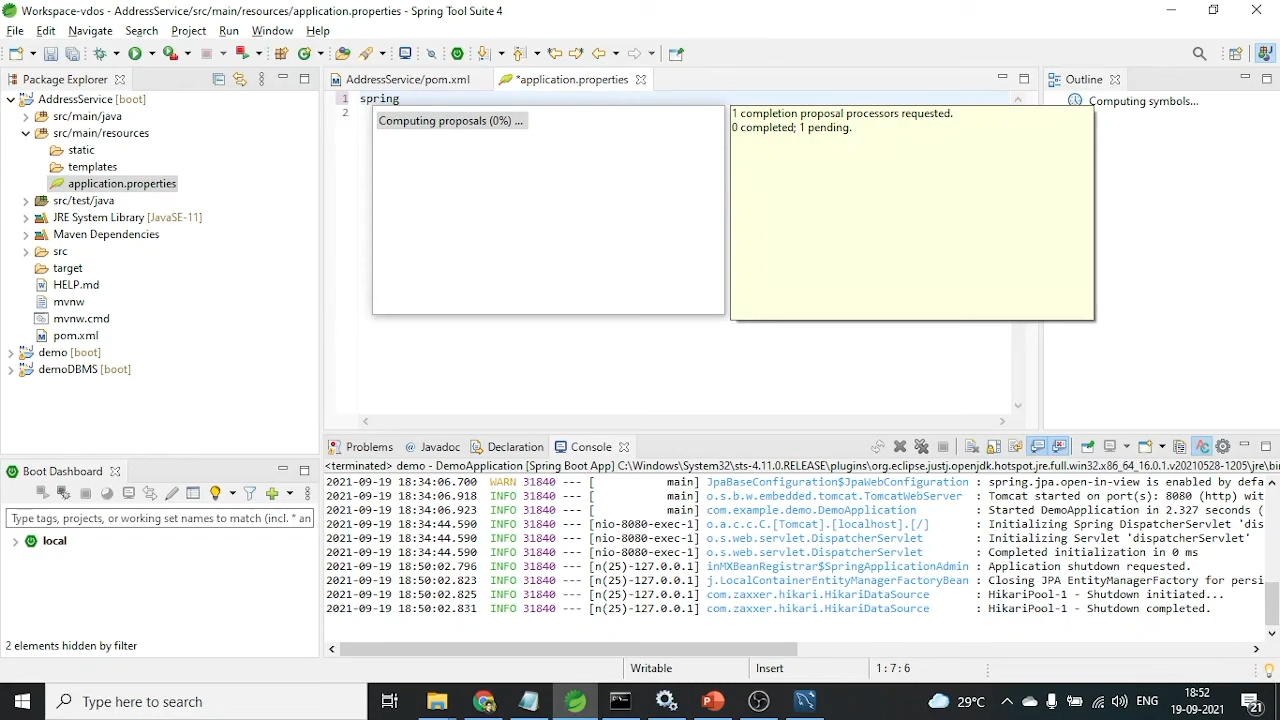 Workspace-vdos - AddressService/src/main/resources/application.properties - Spring Tool Suite 4
File Edit Navigate Search Project Run Window Help
Package Explorer
AddressService/pom.xml
*application.properties
Outline
AddressService [boot]
src/main/java
src/main/resources
static
templates
application.properties
src/test/java
JRE System Library [JavaSE-11]
Maven Dependencies
src
target
HELP.md
mvnw
mvnw.cmd
pom.xml
demo [boot]
demoDBMS [boot]
1 spring
2
Computing proposals (0%) ...
1 completion proposal processors requested.
0 completed; 1 pending.
Computing symbols...
Boot Dashboard
Type tags, projects, or working set names to match (incl. * an
local
2 elements hidden by filter
Problems @ Javadoc Declaration Console
<terminated> demo - DemoApplication [Spring Boot App] C:\Windows\System32\sts-4.11.0.RELEASE\plugins\org.eclipse.justj.openjdk.hotspot.jre.full.win32.x86_64_16.0.1.v20210528-1205\jre\bin
2021-09-19 18:34:06.700 WARN 31840 --- [ main] JpaBaseConfiguration$JpaWebConfiguration : spring.jpa.open-in-view is enabled by defa
2021-09-19 18:34:06.918 INFO 31840 --- [ main] o.s.b.w.embedded.tomcat.TomcatWebServer : Tomcat started on port(s): 8080 (http) wit
2021-09-19 18:34:06.923 INFO 31840 --- [ main] com.example.demo.DemoApplication : Started DemoApplication in 2.327 seconds (
2021-09-19 18:34:44.590 INFO 31840 --- [nio-8080-exec-1] o.a.c.c.C.[Tomcat].[localhost].[/] : Initializing Spring DispatcherServlet 'dis
2021-09-19 18:34:44.590 INFO 31840 --- [nio-8080-exec-1] o.s.web.servlet.DispatcherServlet : Initializing Servlet 'dispatcherServlet'
2021-09-19 18:34:44.590 INFO 31840 --- [nio-8080-exec-1] o.s.web.servlet.DispatcherServlet : Completed initialization in 0 ms
2021-09-19 18:50:02.796 INFO 31840 --- [n(25)-127.0.0.1] inMXBeanRegistrar$SpringApplicationAdmin : Application shutdown requested.
2021-09-19 18:50:02.823 INFO 31840 --- [n(25)-127.0.0.1] j.LocalContainerEntityManagerFactoryBean : Closing JPA EntityManagerFactory for persi
2021-09-19 18:50:02.825 INFO 31840 --- [n(25)-127.0.0.1] com.zaxxer.hikari.HikariDataSource : HikariPool-1 - Shutdown initiated...
2021-09-19 18:50:02.831 INFO 31840 --- [n(25)-127.0.0.1] com.zaxxer.hikari.HikariDataSource : HikariPool-1 - Shutdown completed.
Writable Insert 1 : 7 : 6
Type here to search
29°C
ENG
18:52
19-09-2021
21